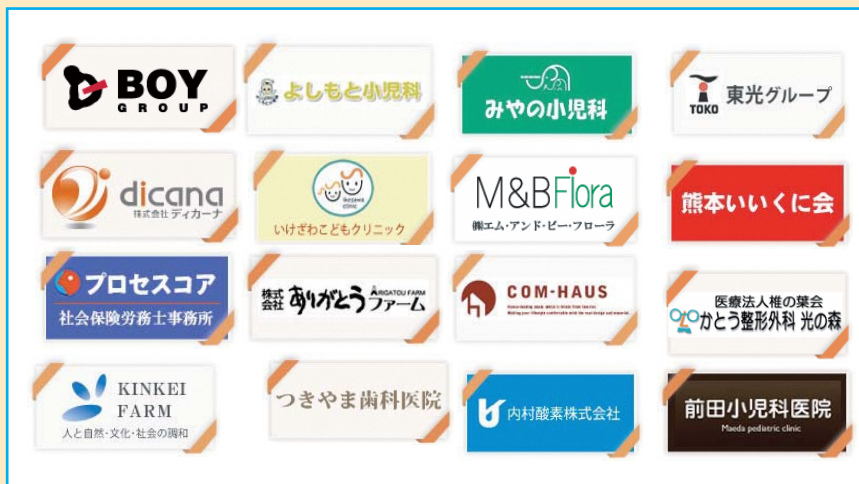 BOY
GROUP
よしもと小児科
みやの小児科
TOKO 東光グループ
dicana
株式会社 ディカーナ
Ikezawa
clinic
いけざわこどもクリニック
M&BFlora
㈱エム・アンド・ビー・フローラ
熊本いいくに会
プロセスコア
社会保険労務士事務所
株式会社 ありがとうファーム
ARIGATOU FARM
COM-HAUS
医療法人椎の葉会
かとう整形外科 光の森
KINKEI
FARM
人と自然・文化・社会の調和
つきやま歯科医院
内村酸素株式会社
前田小児科医院
Maeda pediatric clinic